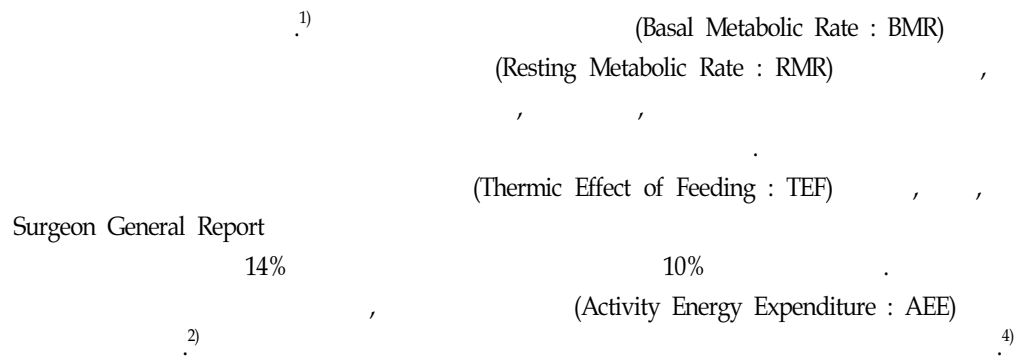 .1) (Basal Metabolic Rate : BMR)
(Resting Metabolic Rate : RMR) ,
, ,
.
(Thermic Effect of Feeding : TEF) , ,
Surgeon General Report
14% 10% .
, (Activity Energy Expenditure : AEE)
.2) .4)